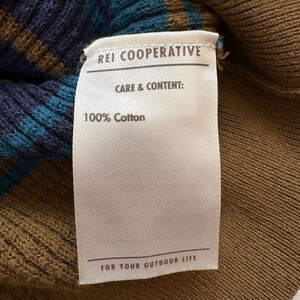 REI COOPERATIVE
CARE & CONTENT:
100% Cotton
FOR YOUR OUTDOOR LIFE